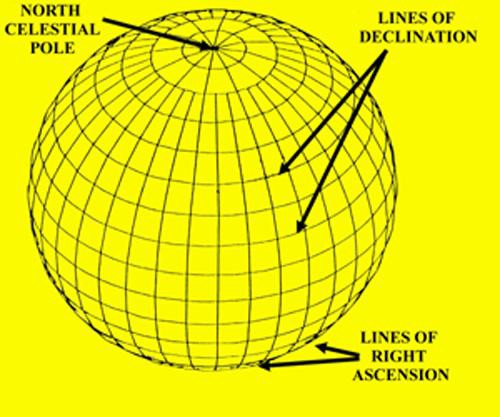 NORTH
CELESTIAL
POLE
LINES OF
DECLINATION
LINES OF
RIGHT
ASCENSION